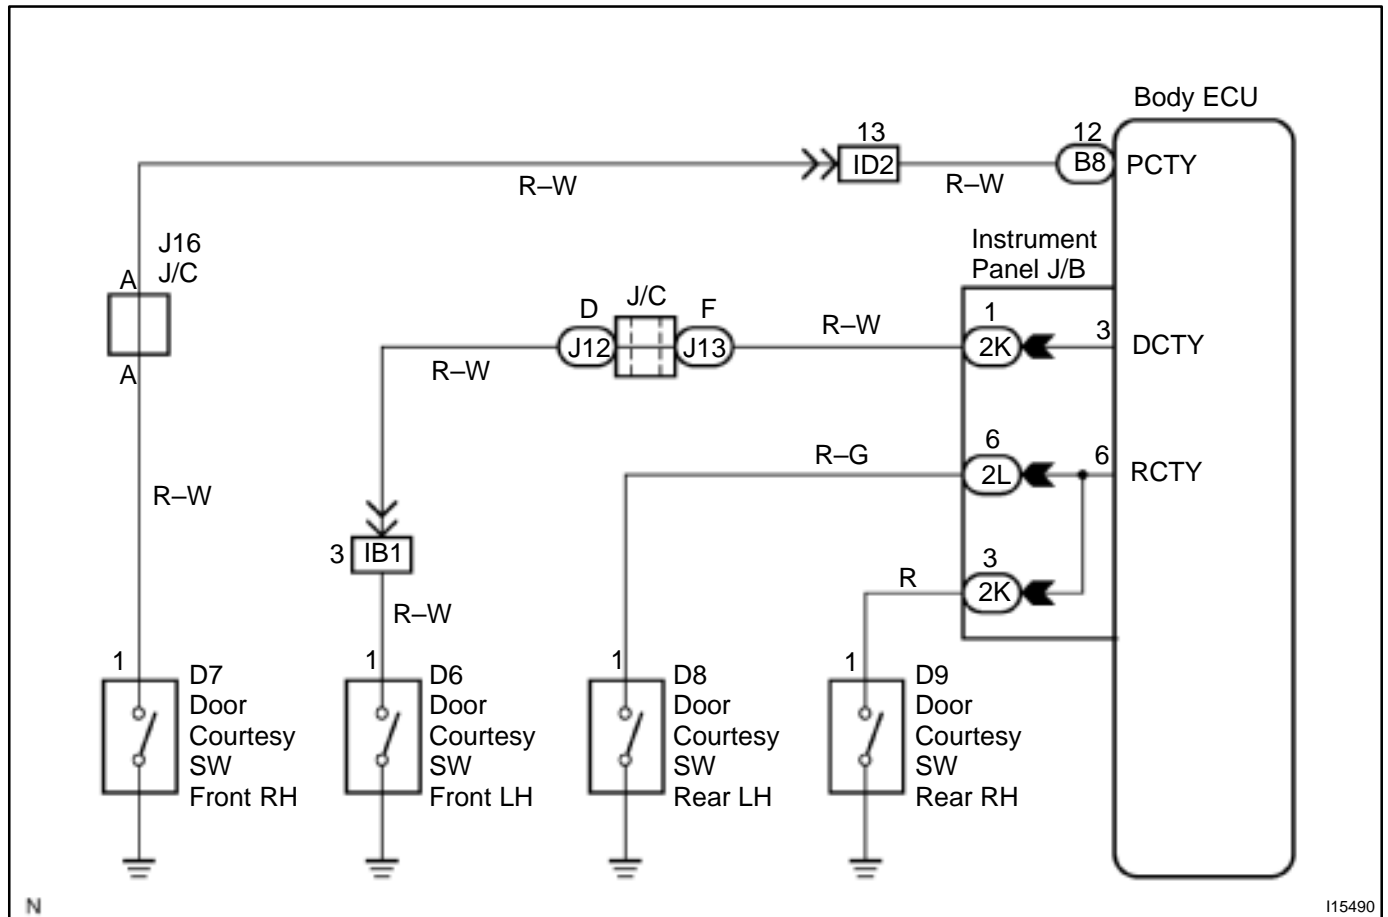 Body ECU
13
12
ID2
B8
PCTY
R–W
R–W
J16
J/C
A
A
Instrument
Panel J/B
D
J/C
F
J12
J13
R–W
R–W
1
2K
3
DCTY
R–G
6
2L
6
RCTY
R–W
3
IB1
R–W
R
3
2K
1
D7
Door
Courtesy
SW
Front RH
1
D6
Door
Courtesy
SW
Front LH
1
D8
Door
Courtesy
SW
Rear LH
1
D9
Door
Courtesy
SW
Rear RH
N
I15490